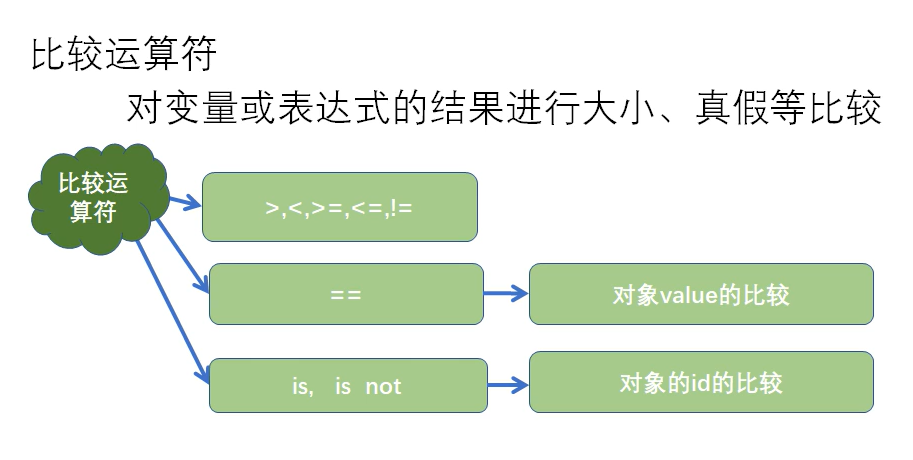 比较运算符
对变量或表达式的结果进行大小、真假等比较
比较运
算符
>,<,>=,<=,!=
==
对象value的比较
is, is not
对象的id的比较